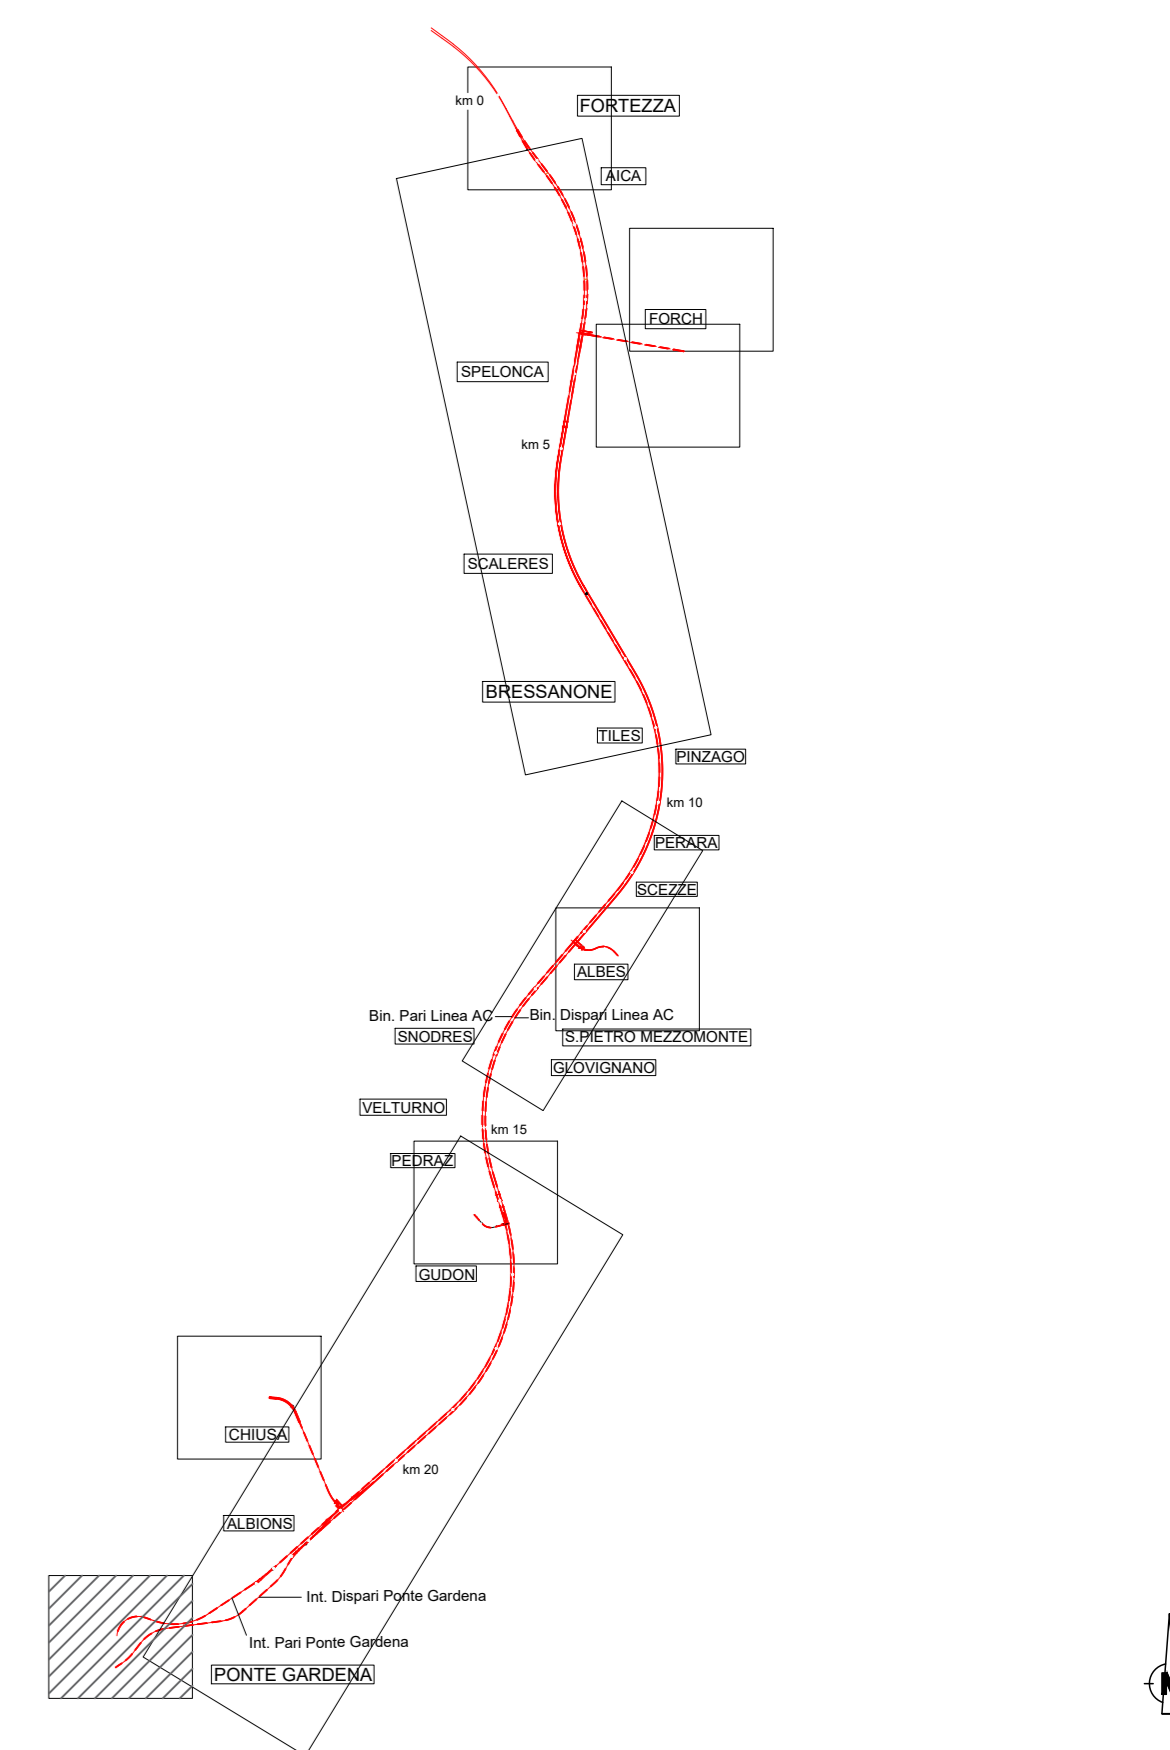 km 0
FORTEZZA
AICA
FORCH
SPELONCA
km 5
SCALERES
BRESSANONE
TILES
PINZAGO
km 10
PERARA
SCEZZE
ALBES
Bin. Pari Linea AC
Bin. Dispari Linea AC
SNODRES
S.PIETRO MEZZOMONTE
GLOVIGNANO
VELTURNO
km 15
PEDRAZ
GUDON
CHIUSA
km 20
ALBIONS
Int. Dispari Ponte Gardena
Int. Pari Ponte Gardena
PONTE GARDENA